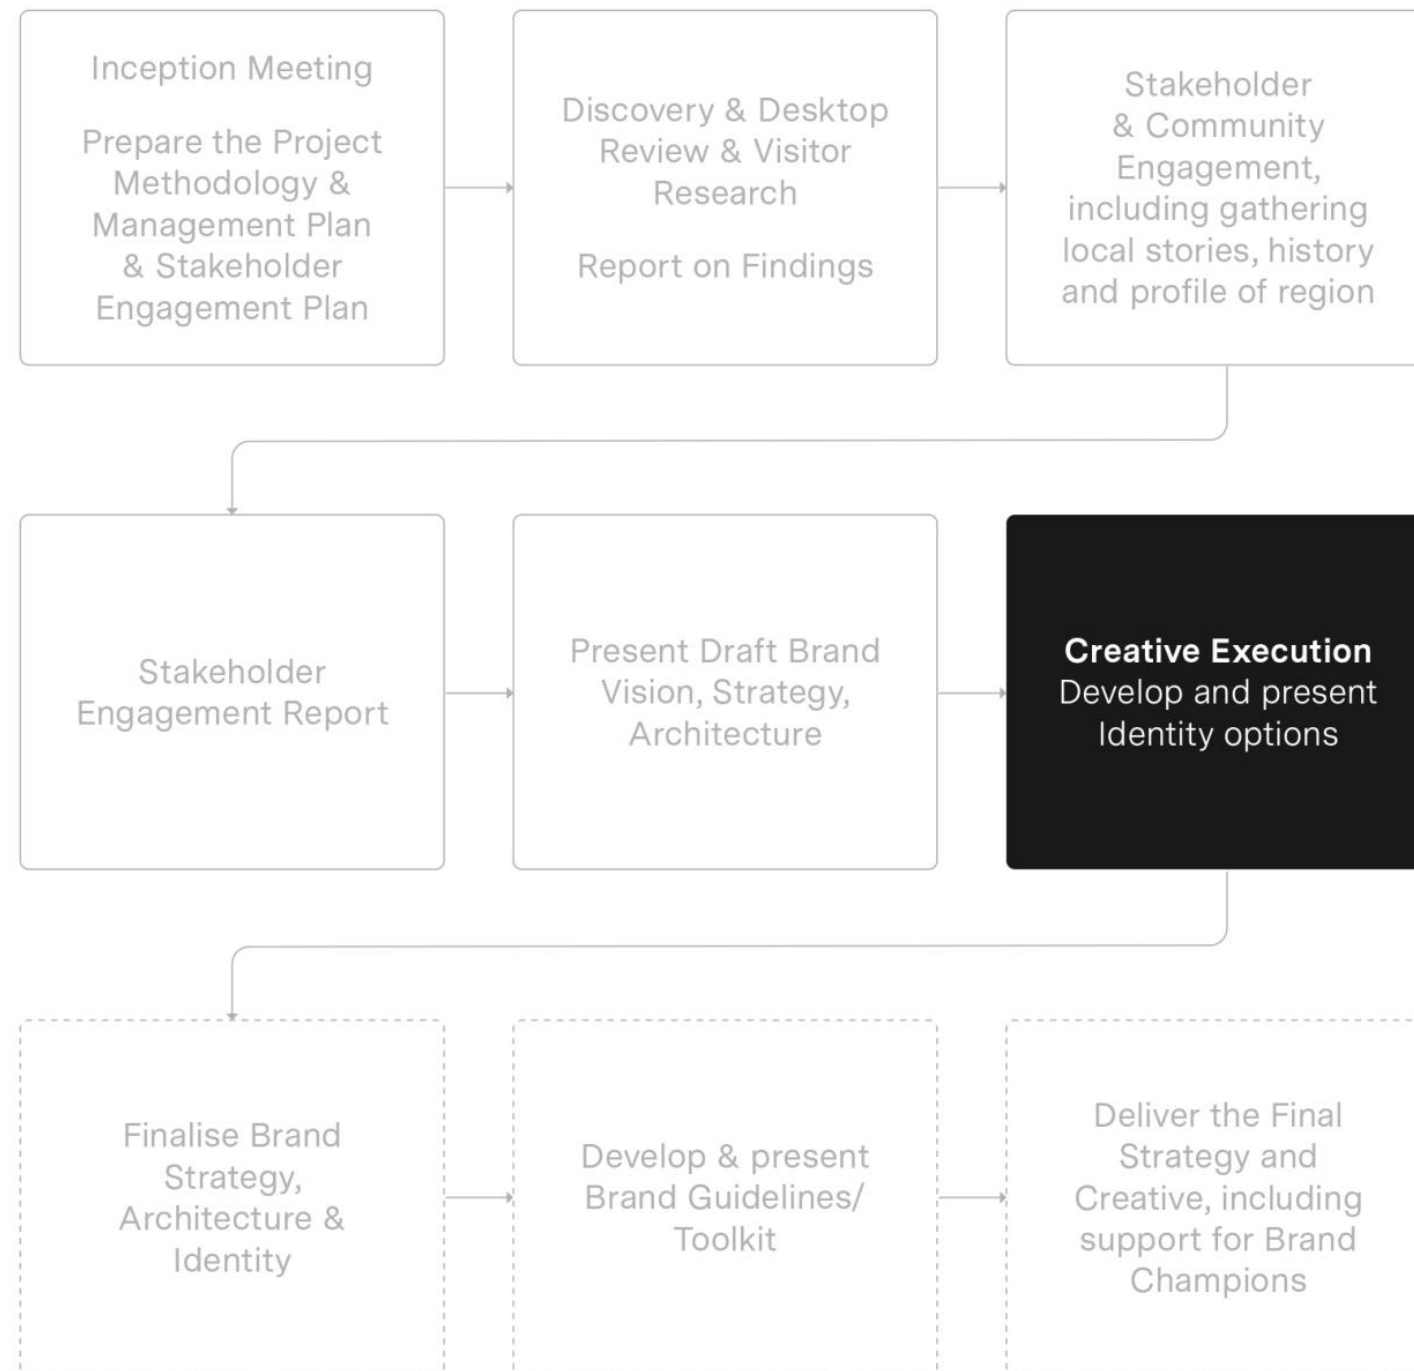 Inception Meeting
Prepare the Project
Methodology &
Management Plan
& Stakeholder
Engagement Plan
Discovery & Desktop
Review & Visitor
Research
Report on Findings
Stakeholder
& Community
Engagement,
including gathering
local stories, history
and profile of region
Stakeholder
Engagement Report
Present Draft Brand
Vision, Strategy,
Architecture
Creative Execution
Develop and present
Identity options
Finalise Brand
Strategy,
Architecture &
Identity
Develop & present
Brand Guidelines/
Toolkit
Deliver the Final
Strategy and
Creative, including
support for Brand
Champions